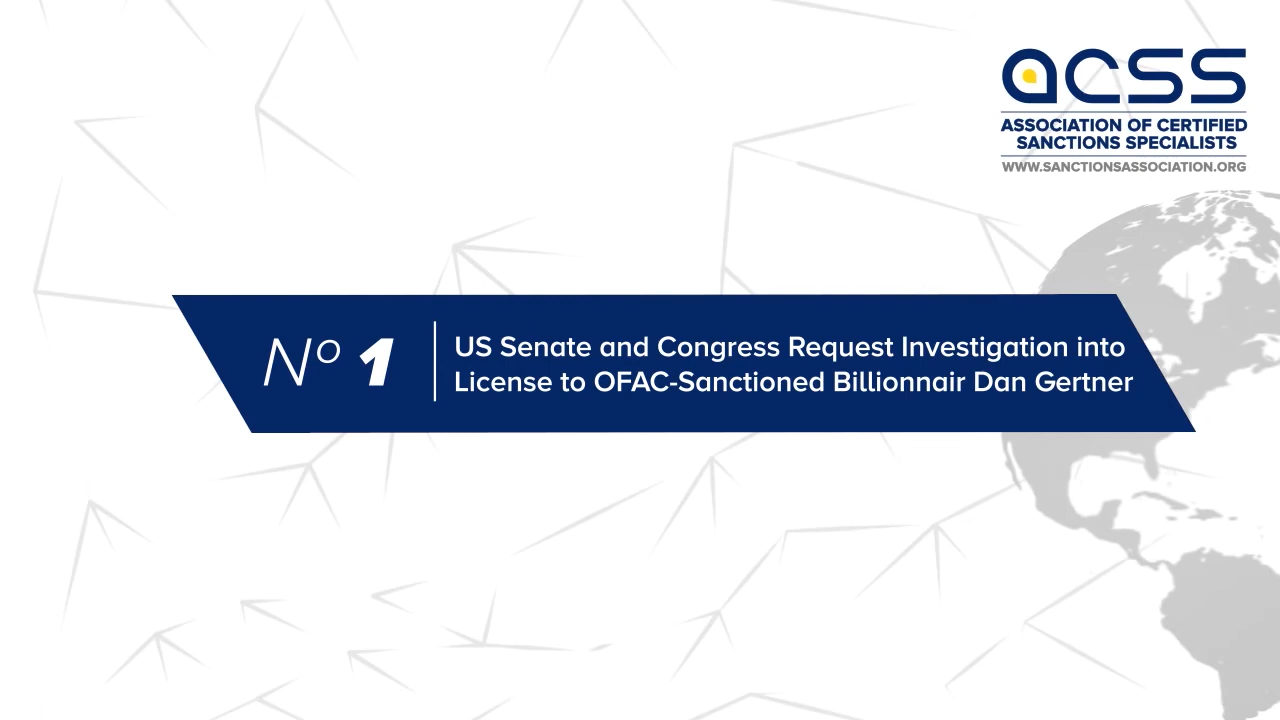 acss
ASSOCIATION OF CERTIFIED
SANCTIONS SPECIALISTS
WWW.SANCTIONSASSOCIATION.ORG
Nº 1
US Senate and Congress Request Investigation into
License to OFAC-Sanctioned Billionnair Dan Gertner